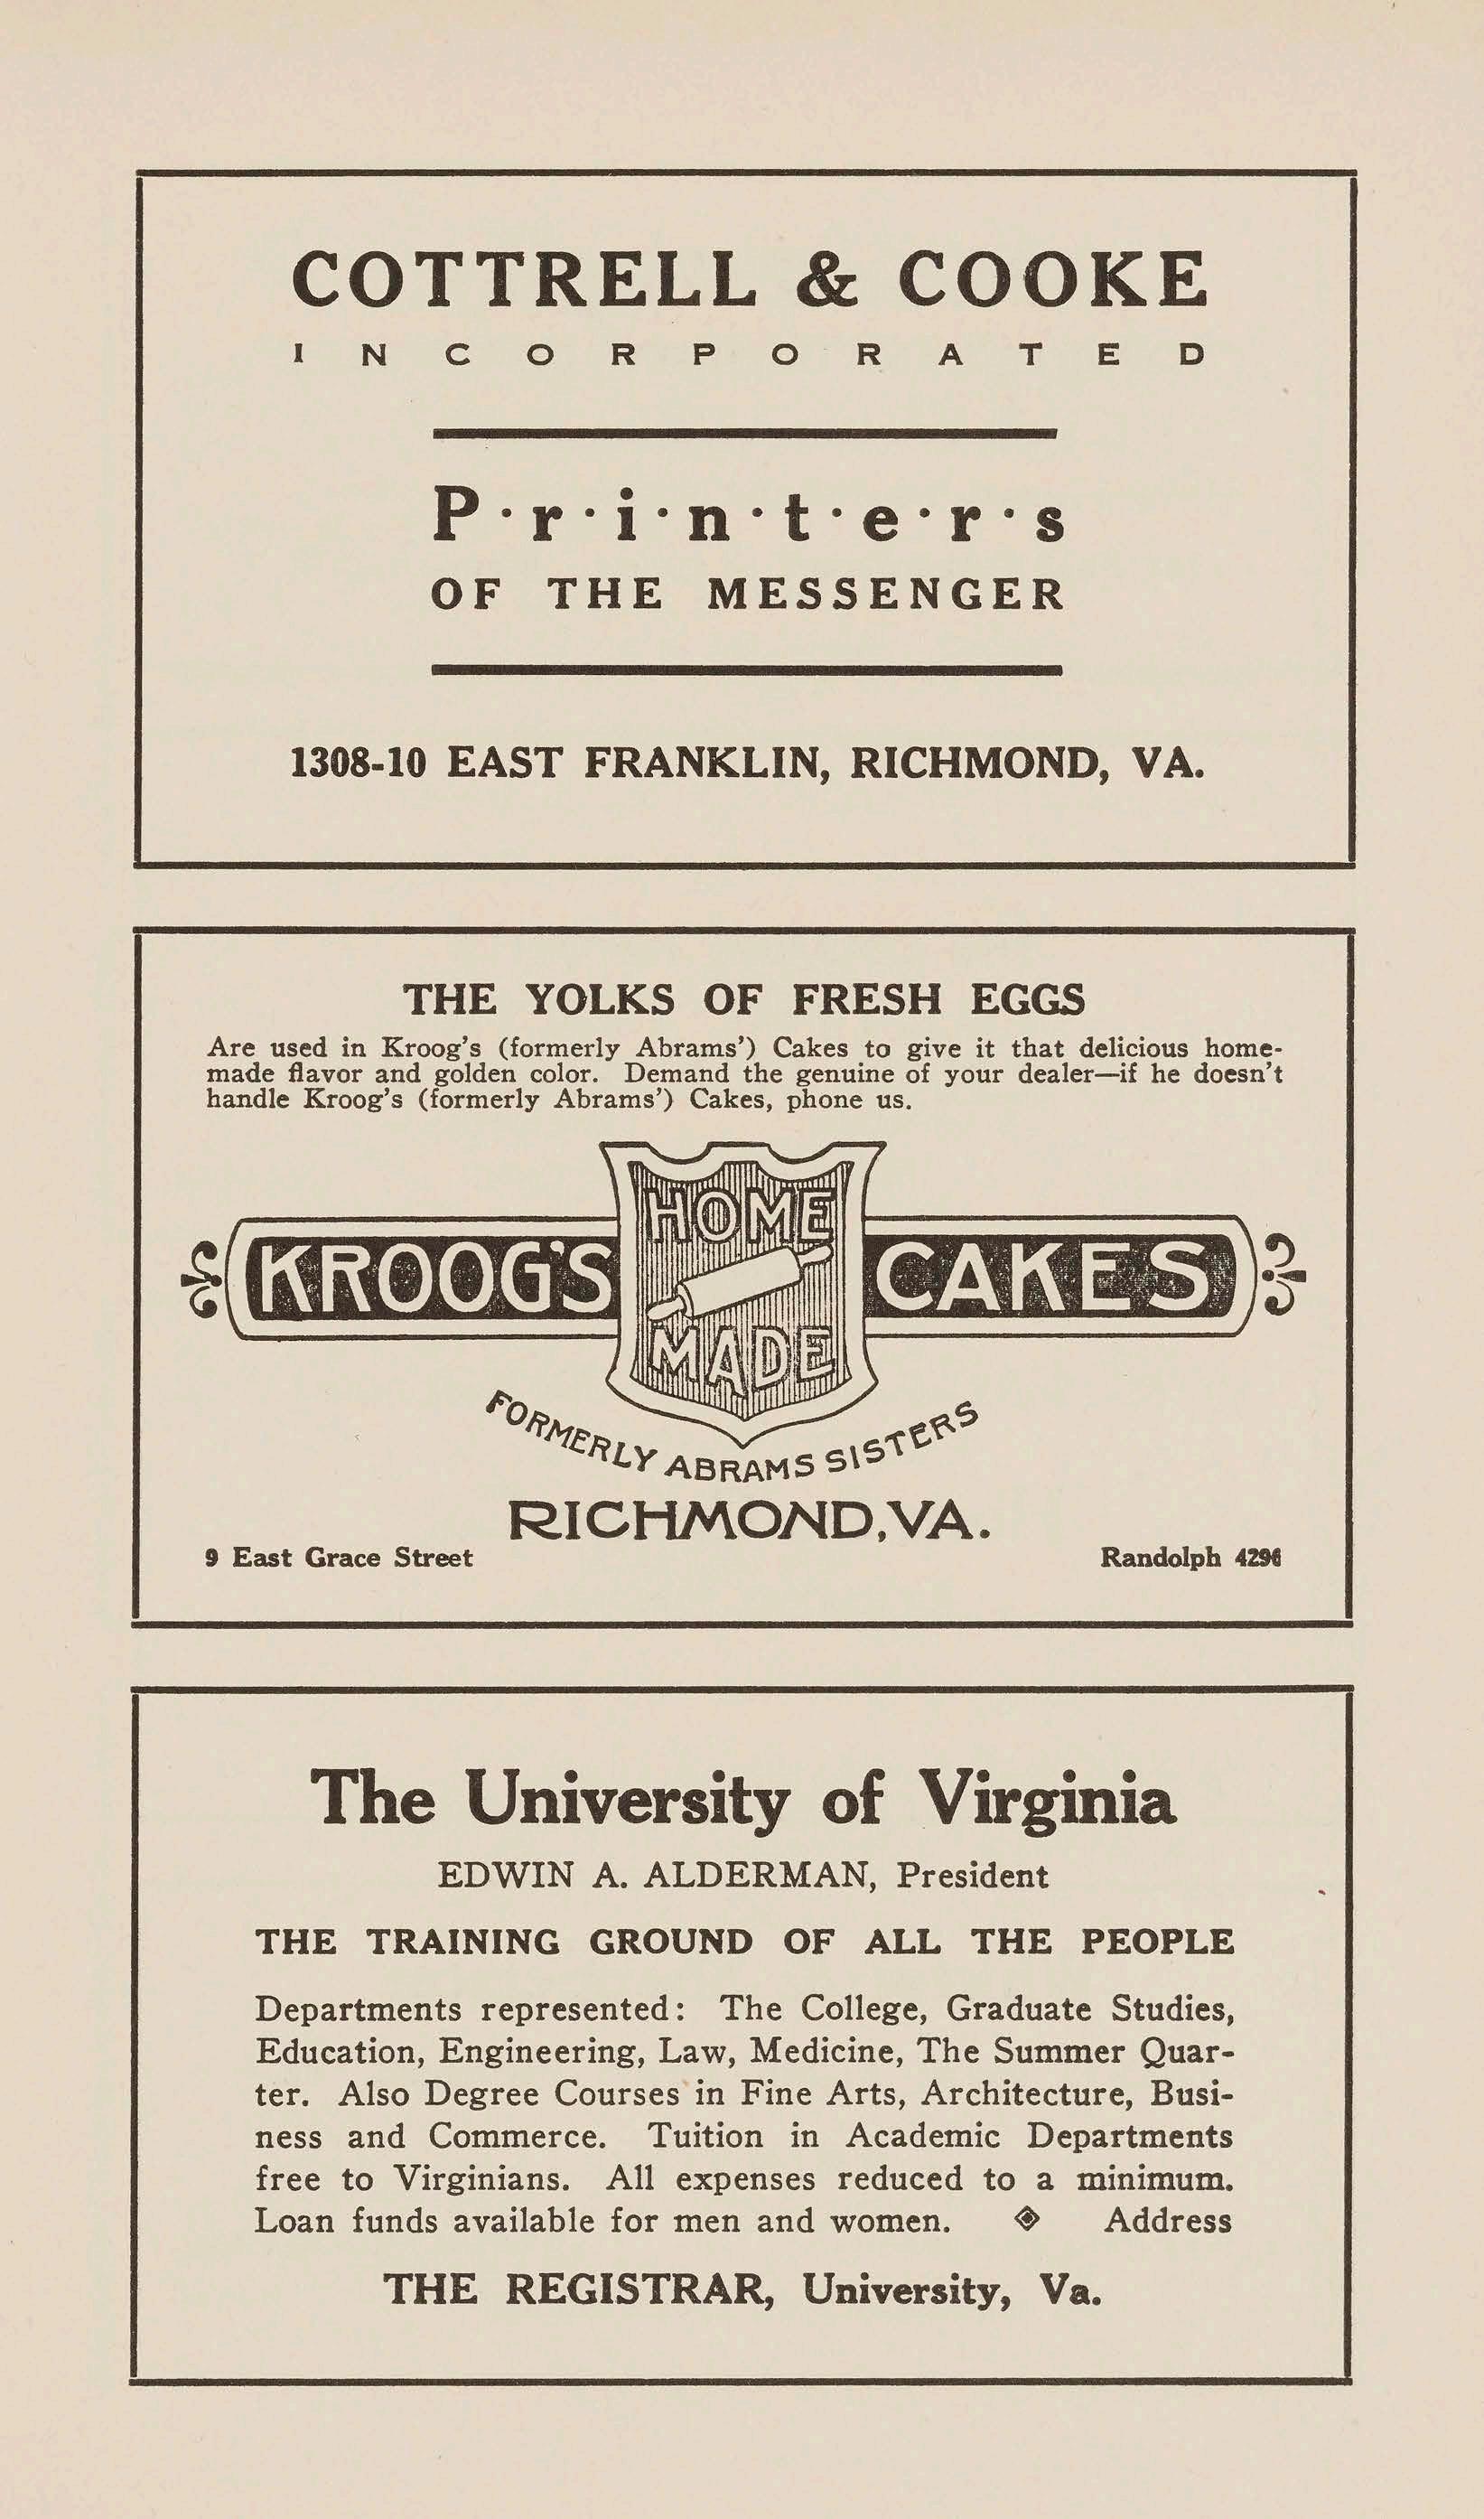 COTTRELL & COOKE
INCORPORATED
P·r·i·n·t·e·r·s
OF THE MESSENGER
1308-10 EAST FRANKLIN, RICHMOND, VA.
THE YOLKS OF FRESH EGGS
Are used in Kroog's (formerly Abrams') Cakes to give it that delicious home-
made flavor and golden color. Demand the genuine of your dealer—if he doesn't
handle Kroog's (formerly Abrams') Cakes, phone us.
KROOG'S HOME MADE CAKES
FORMERLY ABRAMS SISTERS
RICHMOND, VA.
9 East Grace Street Randolph 4296
The University of Virginia
EDWIN A. ALDERMAN, President
THE TRAINING GROUND OF ALL THE PEOPLE
Departments represented: The College, Graduate Studies,
Education, Engineering, Law, Medicine, The Summer Quar-
ter. Also Degree Courses in Fine Arts, Architecture, Busi-
ness and Commerce. Tuition in Academic Departments
free to Virginians. All expenses reduced to a minimum.
Loan funds available for men and women. Address
THE REGISTRAR, University, Va.